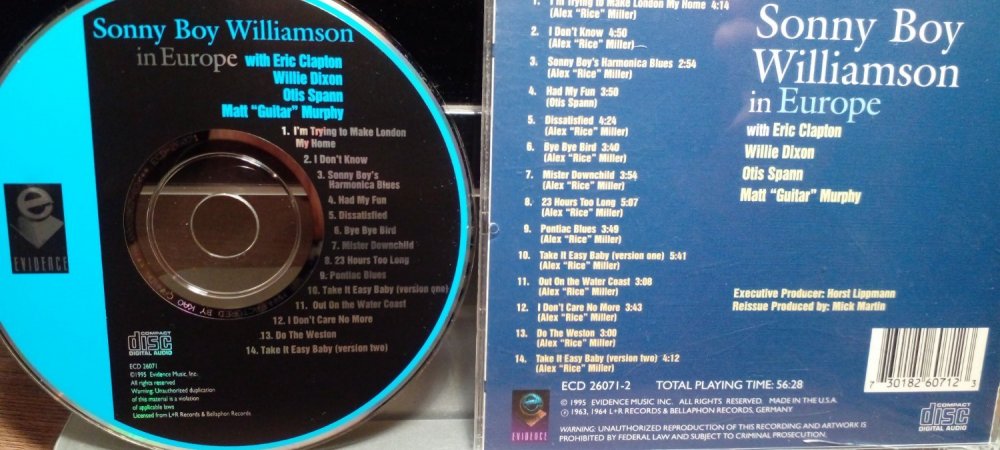 Sonny Boy Williamson
in Europe with Eric Clapton
Willie Dixon
Otis Spann
Matt "Guitar" Murphy
1. I'm Trying to Make London
My Home
2. I Don't Know
3. Sonny Boy's
Harmonica Blues
4. Had My Fun
5. Dissatisfied
6. Bye Bye Bird
7. Mister Downchild
8. 23 Hours Too Long
9. Pontiac Blues
10. Take It Easy Baby (version one)
11. Out On the Water Coast
12. I Don't Care No More
13. Do The Weston
14. Take It Easy Baby (version two)
e
EVIDENCE
COMPACT
disc
DIGITAL AUDIO
ECD 26071
©1995 Evidence Music, Inc.
All rights reserved
Warning: Unauthorized duplication
of this material is a violation
of applicable laws
Licensed from L+R Records & Bellaphon Records
1. I'm Trying to Make London My Home 4:14
(Alex "Rice" Miller)
2. I Don't Know 4:50
(Alex "Rice" Miller)
3. Sonny Boy's Harmonica Blues 2:54
(Alex "Rice" Miller)
4. Had My Fun 3:50
(Otis Spann)
5. Dissatisfied 4:24
(Alex "Rice" Miller)
6. Bye Bye Bird 3:40
(Alex "Rice" Miller)
7. Mister Downchild 3:54
(Alex "Rice" Miller)
8. 23 Hours Too Long 5:07
(Alex "Rice" Miller)
9. Pontiac Blues 3:49
(Alex "Rice" Miller)
10. Take It Easy Baby (version one) 5:41
(Alex "Rice" Miller)
11. Out On the Water Coast 3:08
(Alex "Rice" Miller)
12. I Don't Care No More 3:43
(Alex "Rice" Miller)
13. Do The Weston 3:00
(Alex "Rice" Miller)
14. Take It Easy Baby (version two) 4:12
(Alex "Rice" Miller)
Sonny Boy
Williamson
in Europe
with Eric Clapton
Willie Dixon
Otis Spann
Matt "Guitar" Murphy
Executive Producer: Horst Lippmann
Reissue Produced by: Mick Martin
7 30182 60712 3
EVIDENCE
ECD 26071-2 TOTAL PLAYING TIME: 56:28
© 1995 EVIDENCE MUSIC INC. ALL RIGHTS RESERVED. MADE IN THE U.S.A.
℗ 1963, 1964 L+R RECORDS & BELLAPHON RECORDS, GERMANY
WARNING: UNAUTHORIZED REPRODUCTION OF THIS RECORDING AND ARTWORK IS
PROHIBITED BY FEDERAL LAW AND SUBJECT TO CRIMINAL PROSECUTION.
COMPACT
disc
DIGITAL AUDIO